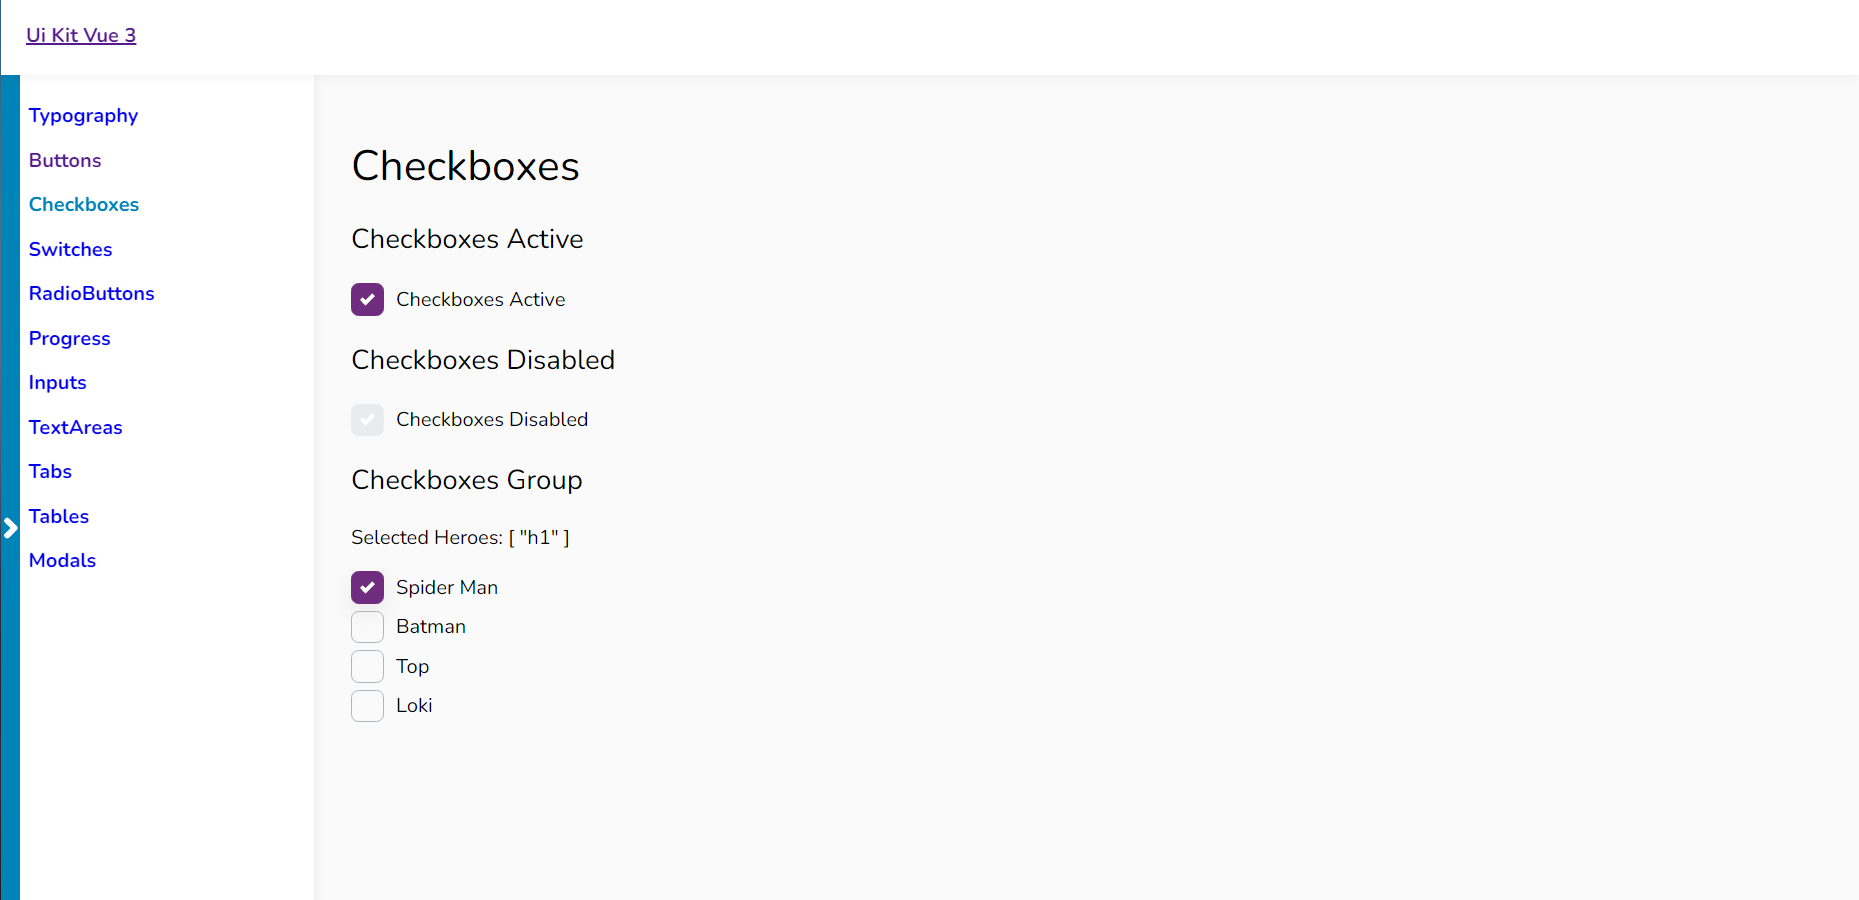 Ui Kit Vue 3
Typography
Buttons
Checkboxes
Switches
RadioButtons
Progress
Inputs
TextAreas
Tabs
Tables
Modals
Checkboxes
Checkboxes Active
Checkboxes Active
Checkboxes Disabled
Checkboxes Disabled
Checkboxes Group
Selected Heroes: [ "h1" ]
Spider Man
Batman
Top
Loki